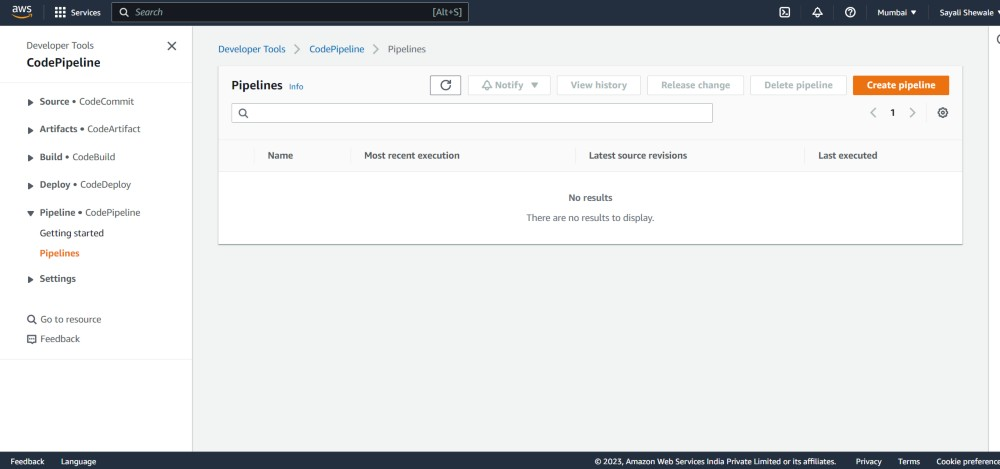 aws Services Search [Alt+S] Mumbai ▼ Sayali Shewale
Developer Tools
CodePipeline
Source • CodeCommit
Artifacts • CodeArtifact
Build • CodeBuild
Deploy • CodeDeploy
Pipeline • CodePipeline
Getting started
Pipelines
Settings
Go to resource
Feedback
Developer Tools > CodePipeline > Pipelines
Pipelines Info Notify ▼ View history Release change Delete pipeline Create pipeline
< 1 >
Name Most recent execution Latest source revisions Last executed
No results
There are no results to display.
Feedback Language © 2023, Amazon Web Services India Private Limited or its affiliates. Privacy Terms Cookie preference